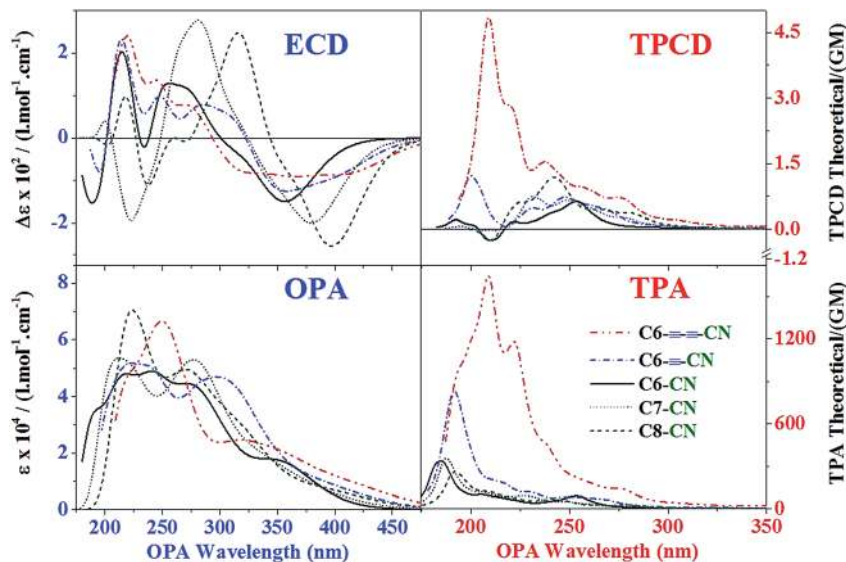 ECD
TPCD
Δε x 10² / (l.mol⁻¹.cm⁻¹)
2
0
-2
4.5
3.0
1.5
0.0
-1.2
TPCD Theoretical/(GM)
OPA
TPA
ε x 10⁴ / (l.mol⁻¹.cm⁻¹)
8
6
4
2
0
C6-≡-≡-CN
C6-≡-CN
C6-CN
C7-CN
C8-CN
1200
600
0
TPA Theoretical/(GM)
200 250 300 350 400 450
200 250 300 350
OPA Wavelength (nm)
OPA Wavelength (nm)